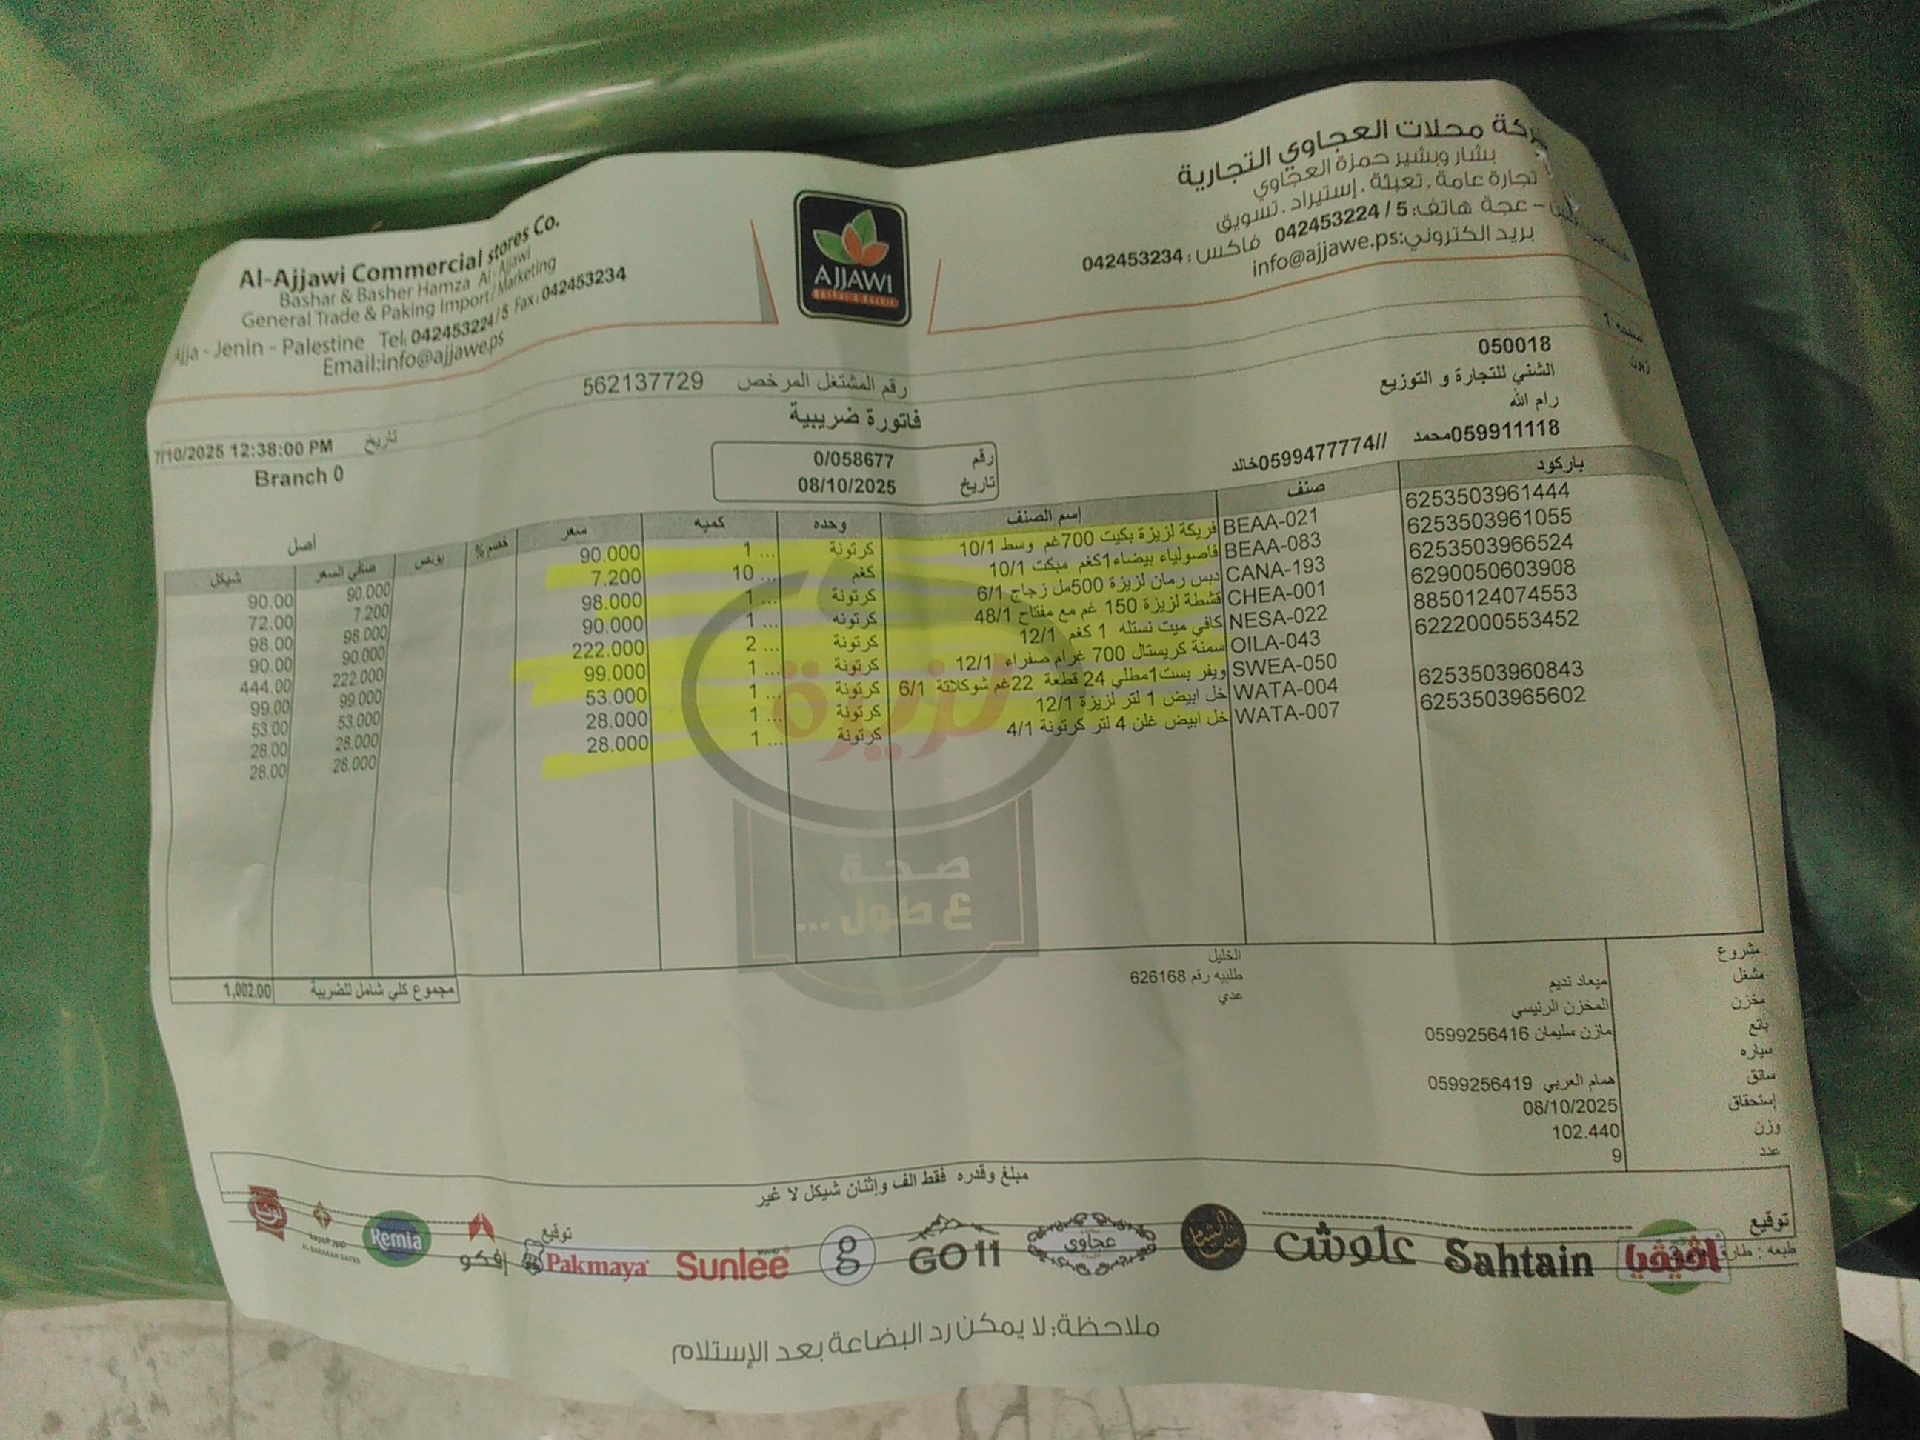 شركة محلات العجاوي التجارية
بشار وبشير حمزة العجاوي
تجارة عامة . تعبئة . إستيراد . تسويق
عجة هاتف: 5 / 042453224 فاكس : 042453234
بريد الكتروني: info@ajjawe.ps
AJJAWI
Bashar & Basher
Al-Ajjawi Commercial stores Co.
Bashar & Basher Hamza Al-Ajjawi
General Trade & Paking Import/Marketing
Ajja - Jenin - Palestine Tel: 042453224/5 Fax: 042453234
Email:info@ajjawe.ps
صفحه 1
زبون 050018
الشني للتجارة و التوزيع
رام الله
059911118محمد //0599477774خالد
رقم المشتغل المرخص 562137729
فاتورة ضريبية
تاريخ 7/10/2025 12:38:00 PM
Branch 0
رقم 0/058677
تاريخ 08/10/2025
أصل
باركود صنف إسم الصنف وحده كميه سعر خصم% بونص صافي السعر شيكل
6253503961444 BEAA-021 فريكة لزيزة بكيت 700غم وسط 10/1 كرتونة 1 ... 90.000 90.000 90.00
6253503961055 BEAA-083 فاصولياء بيضاء1كغم مبكت 10/1 كغم 10 ... 7.200 7.200 72.00
6253503966524 CANA-193 دبس رمان لزيزة 500مل زجاج 6/1 كرتونة 1 ... 98.000 98.000 98.00
6290050603908 CHEA-001 قشطة لزيزة 150 غم مع مفتاح 48/1 كرتونه 1 ... 90.000 90.000 90.00
8850124074553 NESA-022 كافي ميت نستله 1 كغم 12/1 كرتونة 2 ... 222.000 222.000 444.00
6222000553452 OILA-043 سمنة كريستال 700 غرام صفراء 12/1 كرتونة 1 ... 99.000 99.000 99.00
SWEA-050 ويفر بست1مطلي 24 قطعة 22غم شوكلاتة 6/1 كرتونة 1 ... 53.000 53.000 53.00
6253503960843 WATA-004 خل ابيض 1 لتر لزيزة 12/1 كرتونة 1 ... 28.000 28.000 28.00
6253503965602 WATA-007 خل ابيض غلن 4 لتر كرتونة 4/1 كرتونة 1 ... 28.000 28.000 28.00
لزيزة
صحة
ع طول ...
مجموع كلي شامل للضريبة 1,002.00
مشروع الخليل
مشغل ميعاد نديم طلبيه رقم 626168
مخزن المخزن الرئيسي عدي
بائع مازن سليمان 0599256416
سياره
سائق همام العربي 0599256419
إستحقاق 08/10/2025
وزن 102.440
عدد 9
مبلغ وقدره فقط الف وإثنان شيكل لا غير
توقيع
توقيع
طبعه : طارق
Remia
إفكو
Pakmaya
Sunlee
g
GO11
عجاوي
علوش
Sahtain
ملاحظة: لا يمكن رد البضاعة بعد الإستلام